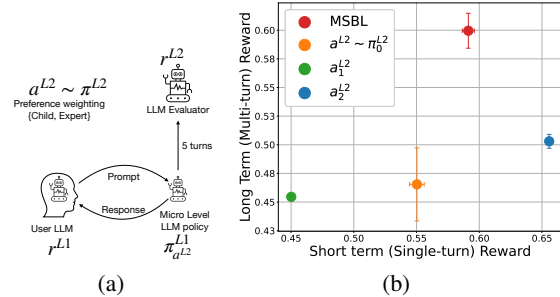 r^{L2}
a^{L2} ~ π^{L2}
Preference weighting
{Child, Expert}
LLM Evaluator
5 turns
Prompt
Response
User LLM
r^{L1}
Micro Level
LLM policy
π^{L1}_{a^{L2}}
(a)
Long Term (Multi-turn) Reward
0.60
0.58
0.55
0.53
0.50
0.48
0.45
0.43
MSBL
a^{L2} ~ π_0^{L2}
a_1^{L2}
a_2^{L2}
0.45 0.50 0.55 0.60 0.65
Short term (Single-turn) Reward
(b)